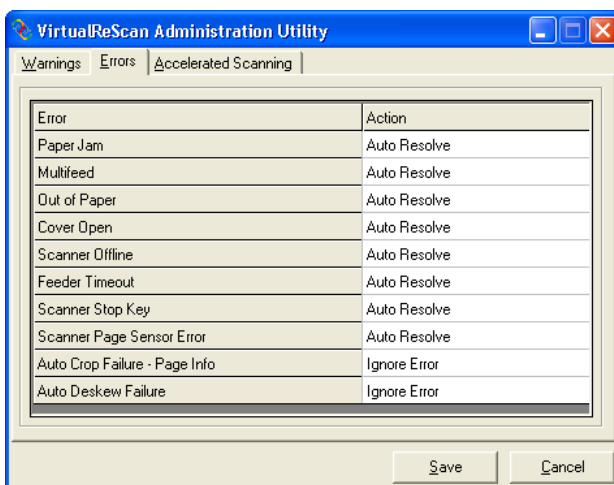 VirtualReScan Administration Utility
Warnings Errors Accelerated Scanning
Error Action
Paper Jam Auto Resolve
Multifeed Auto Resolve
Out of Paper Auto Resolve
Cover Open Auto Resolve
Scanner Offline Auto Resolve
Feeder Timeout Auto Resolve
Scanner Stop Key Auto Resolve
Scanner Page Sensor Error Auto Resolve
Auto Crop Failure - Page Info Ignore Error
Auto Deskew Failure Ignore Error
Save Cancel